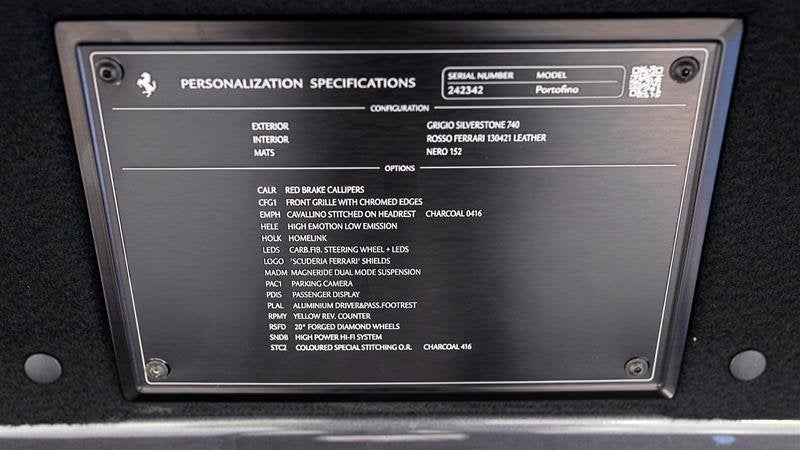 PERSONALIZATION SPECIFICATIONS
SERIAL NUMBER MODEL
242342 Portofino
CONFIGURATION
EXTERIOR GRIGIO SILVERSTONE 740
INTERIOR ROSSO FERRARI 130421 LEATHER
MATS NERO 152
OPTIONS
CALR RED BRAKE CALLIPERS
CFG1 FRONT GRILLE WITH CHROMED EDGES
EMPH CAVALLINO STITCHED ON HEADREST CHARCOAL 0416
HELE HIGH EMOTION LOW EMISSION
HOLK HOMELINK
LEDS CARB.FIB. STEERING WHEEL + LEDS
LOGO 'SCUDERIA FERRARI' SHIELDS
MADM MAGNERIDE DUAL MODE SUSPENSION
PAC1 PARKING CAMERA
PDIS PASSENGER DISPLAY
PLAL ALUMINIUM DRIVER&PASS.FOOTREST
RPMY YELLOW REV. COUNTER
RSFD 20" FORGED DIAMOND WHEELS
SNDB HIGH POWER HI-FI SYSTEM
STC2 COLOURED SPECIAL STITCHING O.R. CHARCOAL 416